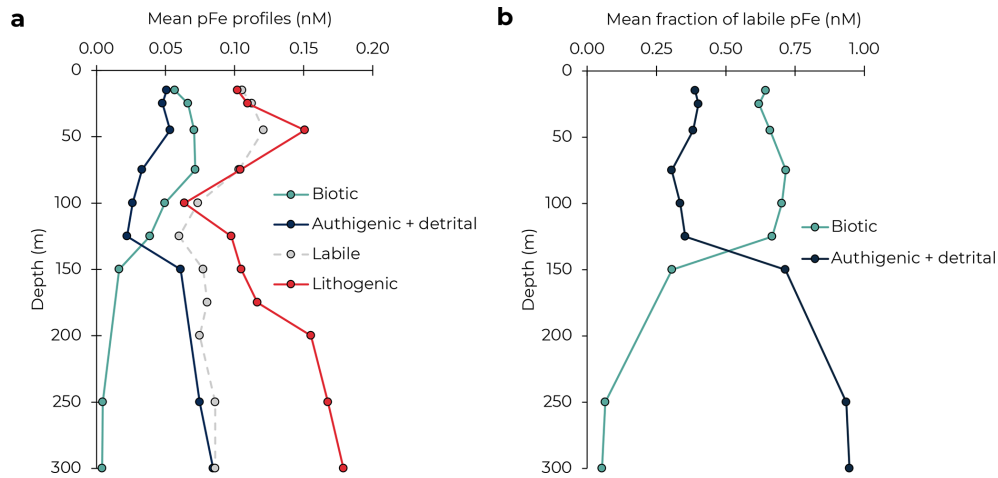 a
Mean pFe profiles (nM)
0.00 0.05 0.10 0.15 0.20
0
50
100
150
200
250
300
Depth (m)
Biotic
Authigenic + detrital
Labile
Lithogenic
b
Mean fraction of labile pFe (nM)
0.00 0.25 0.50 0.75 1.00
0
50
100
150
200
250
300
Depth (m)
Biotic
Authigenic + detrital